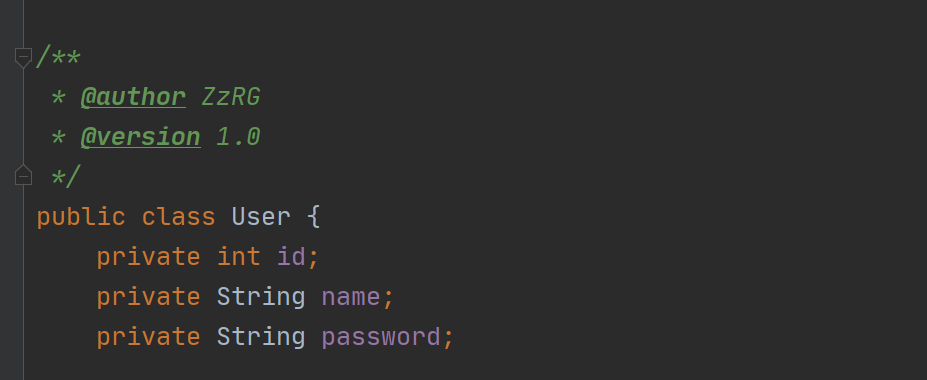 /**
 * @author ZzRG
 * @version 1.0
 */
public class User {
    private int id;
    private String name;
    private String password;